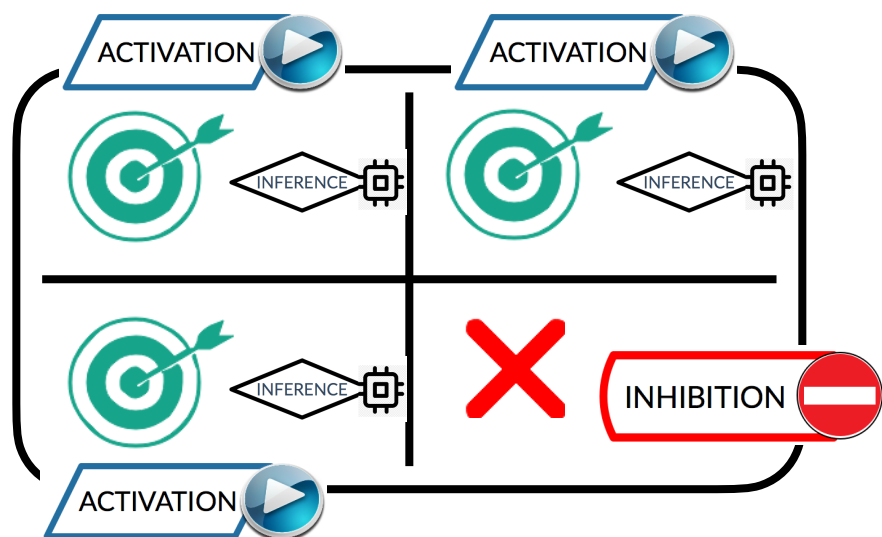 ACTIVATION
ACTIVATION
INFERENCE
INFERENCE
INFERENCE
INHIBITION
ACTIVATION